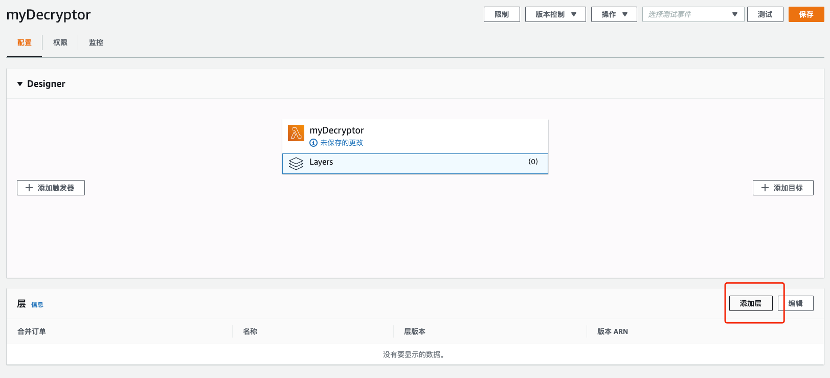 myDecryptor
限制 版本控制 操作 选择测试事件 测试 保存
配置 权限 监控
Designer
myDecryptor
未保存的更改
Layers (0)
添加触发器 添加目标
层 信息 添加层 编辑
合并订单 名称 层版本 版本 ARN
没有要显示的数据。